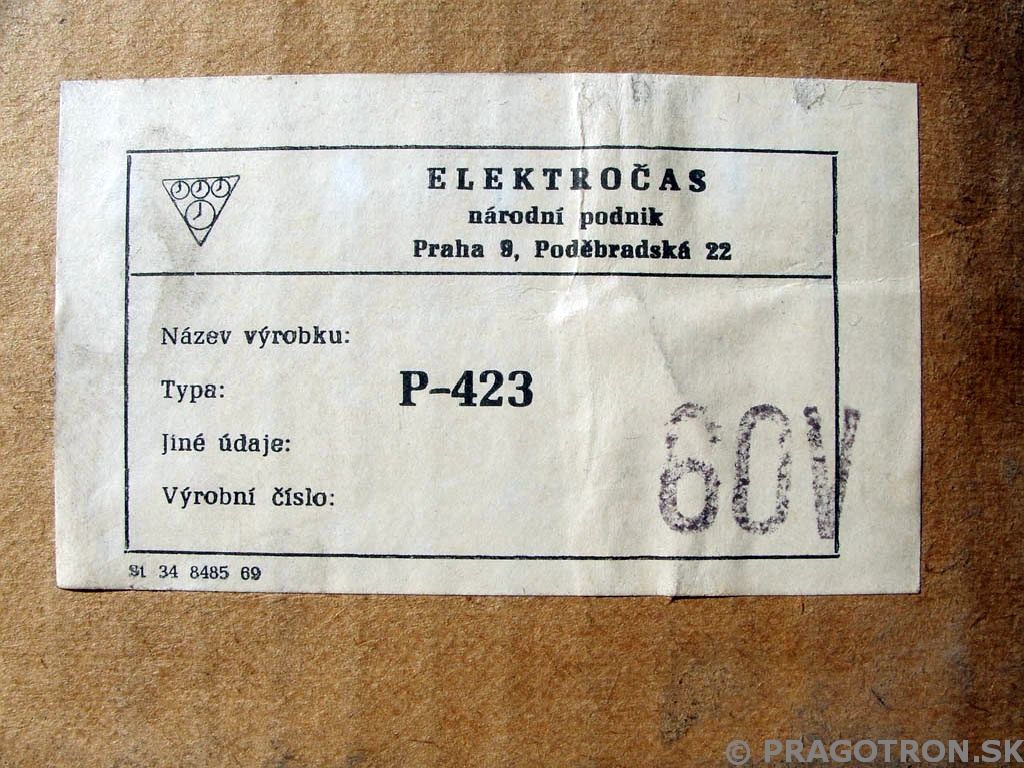 ELEKTROČAS
národní podnik
Praha 9, Poděbradská 22
Název výrobku:
Typa: P-423
Jiné údaje:
Výrobní číslo:
60V
St 34 8485 69
© PRAGOTRON.SK